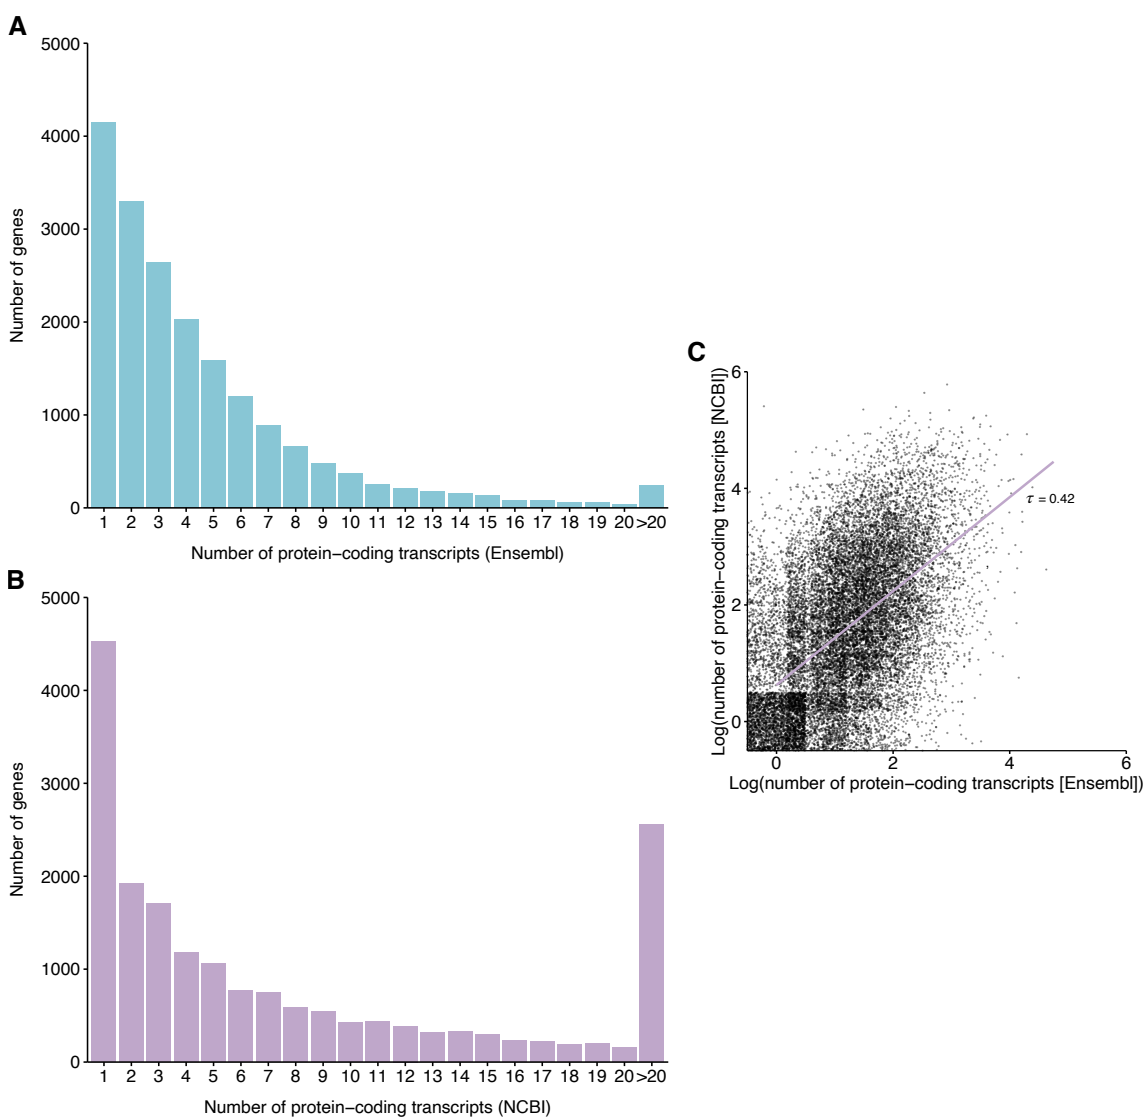 A
5000
4000
3000
2000
1000
0
Number of genes
1 2 3 4 5 6 7 8 9 10 11 12 13 14 15 16 17 18 19 20 >20
Number of protein−coding transcripts (Ensembl)
B
5000
4000
3000
2000
1000
0
Number of genes
1 2 3 4 5 6 7 8 9 10 11 12 13 14 15 16 17 18 19 20 >20
Number of protein−coding transcripts (NCBI)
C
6
4
2
0
Log(number of protein−coding transcripts [NCBI])
τ = 0.42
0 2 4 6
Log(number of protein−coding transcripts [Ensembl])